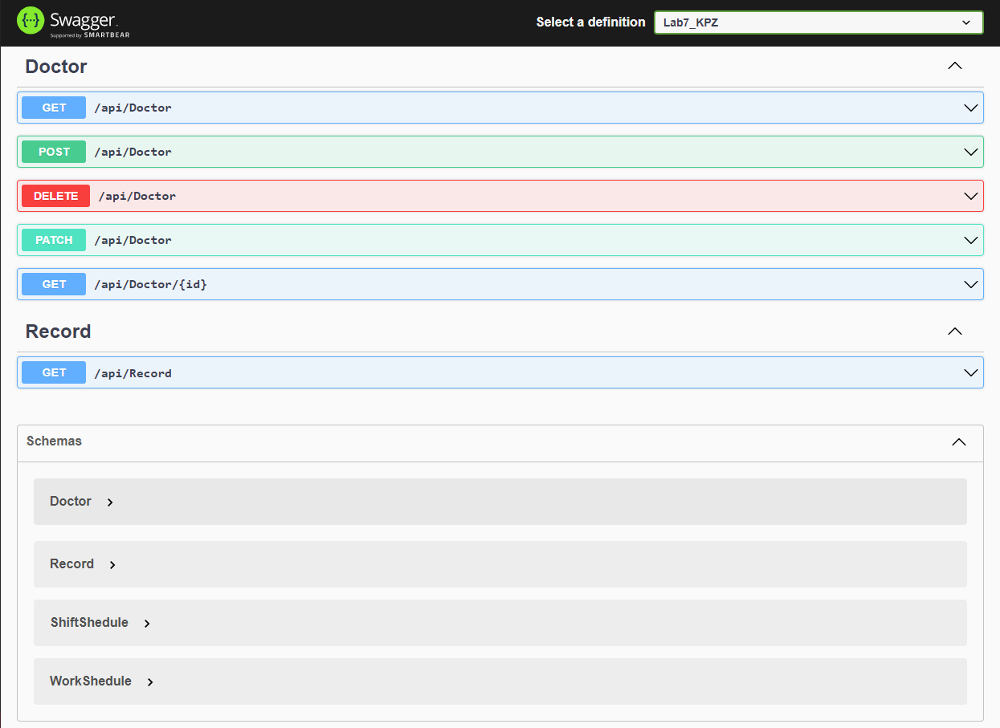 Swagger
Supported by SMARTBEAR
Select a definition
Lab7_KPZ
Doctor
GET /api/Doctor
POST /api/Doctor
DELETE /api/Doctor
PATCH /api/Doctor
GET /api/Doctor/{id}
Record
GET /api/Record
Schemas
Doctor
Record
ShiftShedule
WorkShedule